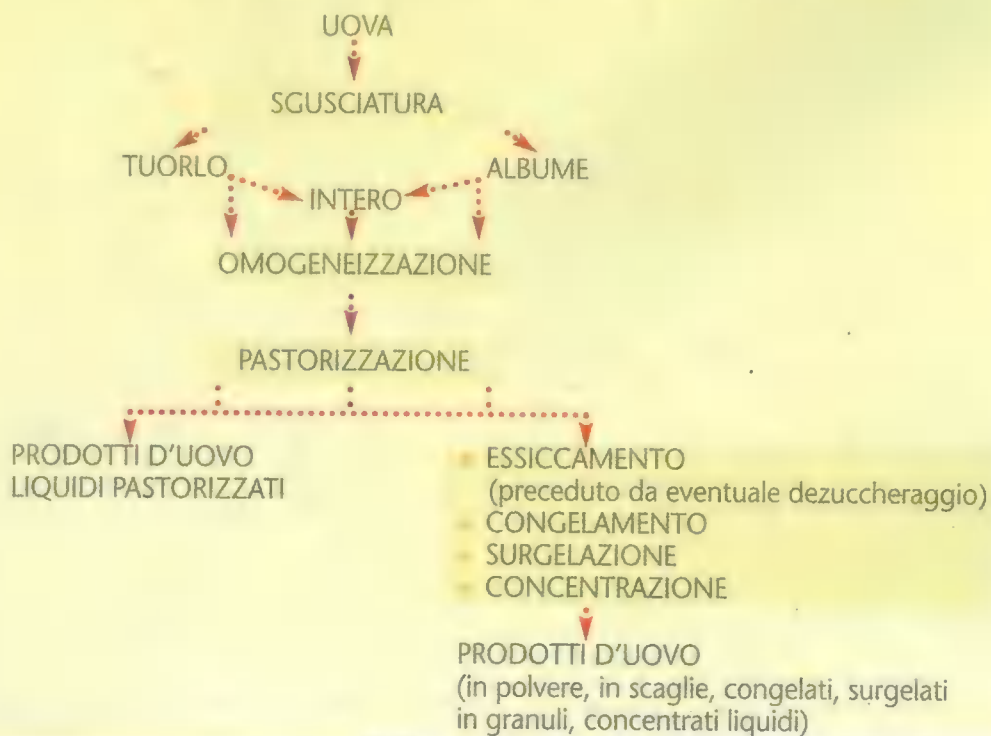 UOVA
SGUSCIATURA
TUORLO
ALBUME
INTERO
OMOGENEIZZAZIONE
PASTORIZZAZIONE
PRODOTTI D'UOVO
LIQUIDI PASTORIZZATI
- ESSICCAMENTO
(preceduto da eventuale dezuccheraggio)
- CONGELAMENTO
- SURGELAZIONE
- CONCENTRAZIONE
PRODOTTI D'UOVO
(in polvere, in scaglie, congelati, surgelati
in granuli, concentrati liquidi)